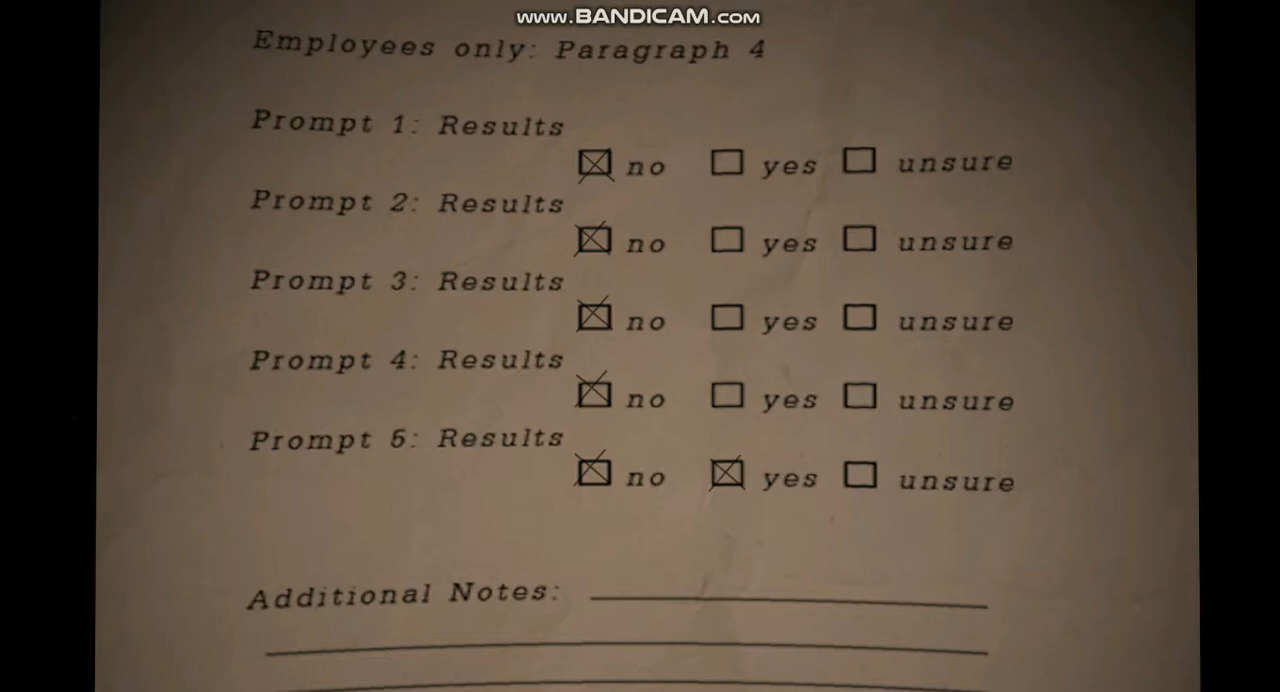 www.BANDICAM.com
Employees only: Paragraph 4
Prompt 1: Results
no yes unsure
Prompt 2: Results
no yes unsure
Prompt 3: Results
no yes unsure
Prompt 4: Results
no yes unsure
Prompt 5: Results
no yes unsure
Additional Notes: